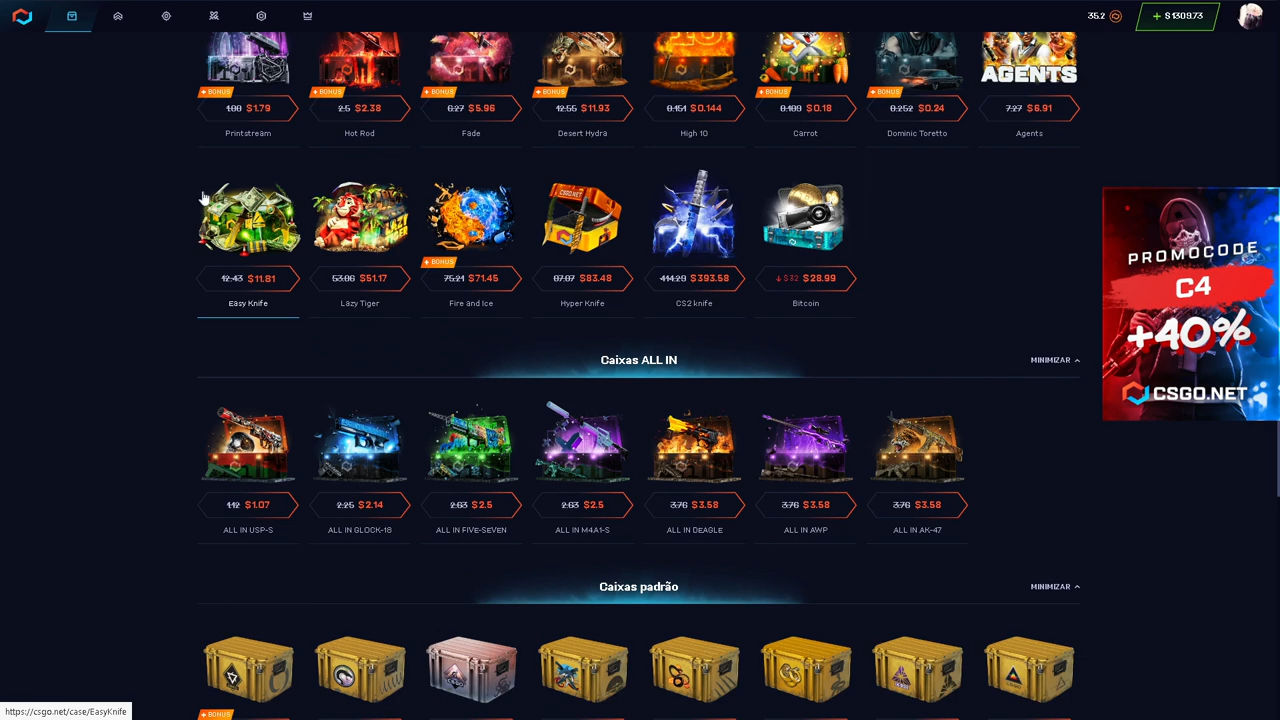 35.2
+ $1309.73
AGENTS
+ BONUS
+ BONUS
+ BONUS
+ BONUS
+ BONUS
+ BONUS
1.88 $1.79
2.5 $2.38
6.27 $5.96
12.55 $11.93
0.151 $0.144
0.189 $0.18
0.252 $0.24
7.27 $6.91
Printstream
Hot Rod
Fade
Desert Hydra
High 10
Carrot
Dominic Toretto
Agents
CSGO.NET
+ BONUS
12.43 $11.81
53.86 $51.17
75.21 $71.45
87.87 $83.48
414.29 $393.58
$32 $28.99
Easy Knife
Lazy Tiger
Fire and Ice
Hyper Knife
CS2 knife
Bitcoin
PROMOCODE
C4
+40%
CSGO.NET
Caixas ALL IN
MINIMIZAR
1.12 $1.07
2.25 $2.14
2.63 $2.5
2.63 $2.5
3.76 $3.58
3.76 $3.58
3.76 $3.58
ALL IN USP-S
ALL IN GLOCK-18
ALL IN FIVE-SEVEN
ALL IN M4A1-S
ALL IN DEAGLE
ALL IN AWP
ALL IN AK-47
Caixas padrão
MINIMIZAR
+ BONUS
https://csgo.net/case/EasyKnife